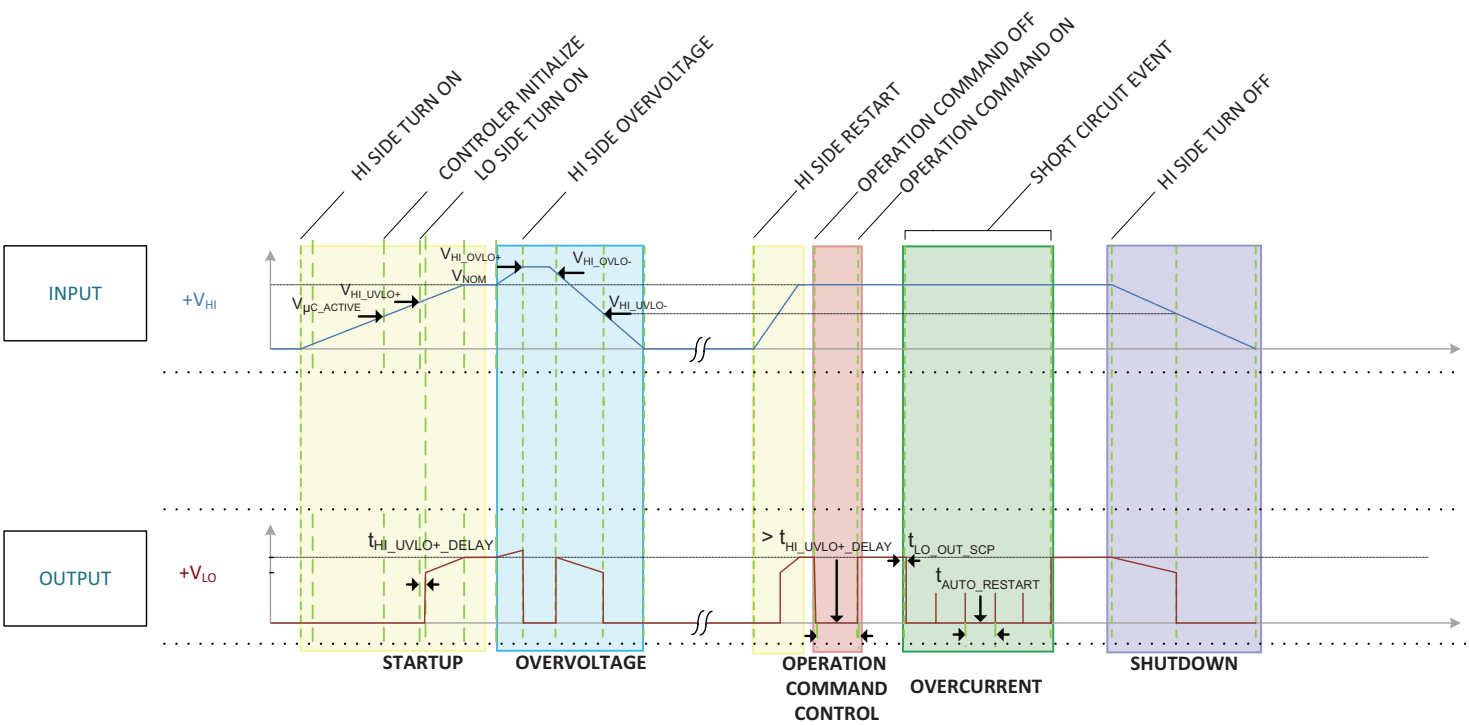 HI SIDE TURN ON
CONTROLER INITIALIZE
LO SIDE TURN ON
HI SIDE OVERVOLTAGE
HI SIDE RESTART
OPERATION COMMAND OFF
OPERATION COMMAND ON
SHORT CIRCUIT EVENT
HI SIDE TURN OFF
INPUT
+VHI
VµC_ACTIVE
VHI_UVLO+
VNOM
VHI_OVLO+
VHI_OVLO-
VHI_UVLO-
OUTPUT
+VLO
tHI_UVLO+_DELAY
> tHI_UVLO+_DELAY
tLO_OUT_SCP
tAUTO_RESTART
STARTUP
OVERVOLTAGE
OPERATION
COMMAND
CONTROL
OVERCURRENT
SHUTDOWN